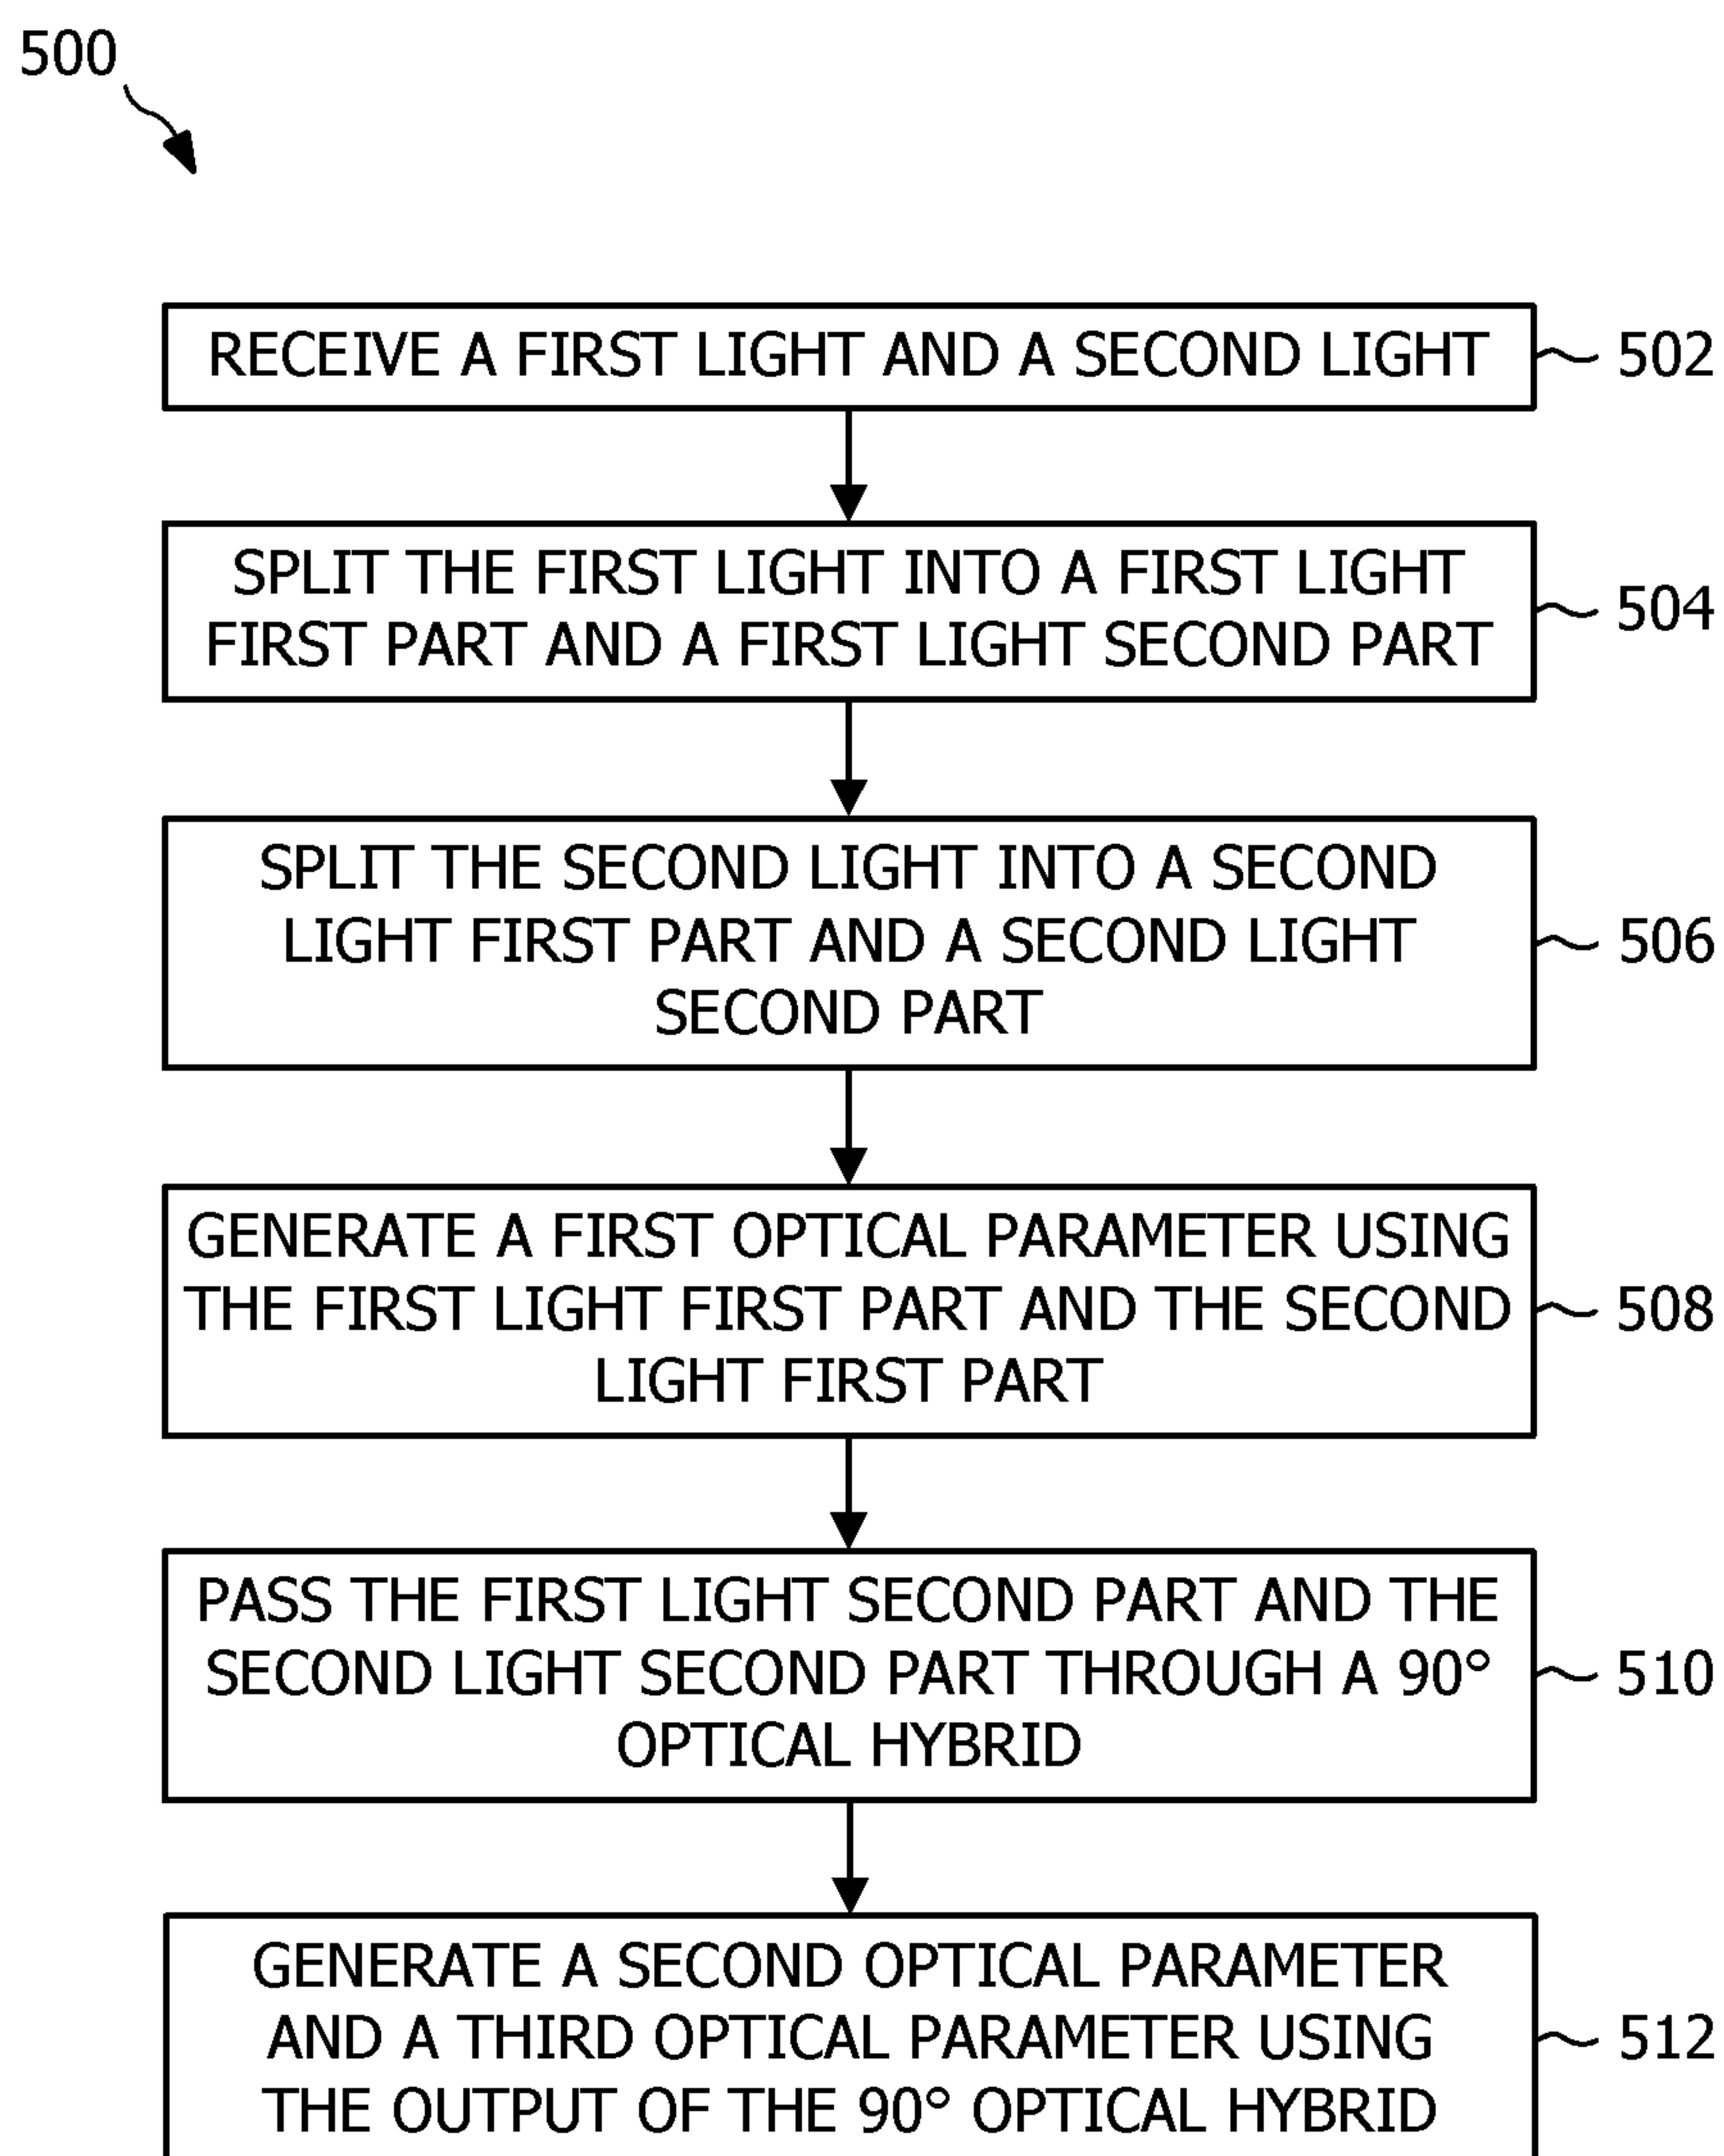 500
RECEIVE A FIRST LIGHT AND A SECOND LIGHT
502
SPLIT THE FIRST LIGHT INTO A FIRST LIGHT
FIRST PART AND A FIRST LIGHT SECOND PART
504
SPLIT THE SECOND LIGHT INTO A SECOND
LIGHT FIRST PART AND A SECOND LIGHT
SECOND PART
506
GENERATE A FIRST OPTICAL PARAMETER USING
THE FIRST LIGHT FIRST PART AND THE SECOND
LIGHT FIRST PART
508
PASS THE FIRST LIGHT SECOND PART AND THE
SECOND LIGHT SECOND PART THROUGH A 90°
OPTICAL HYBRID
510
GENERATE A SECOND OPTICAL PARAMETER
AND A THIRD OPTICAL PARAMETER USING
THE OUTPUT OF THE 90° OPTICAL HYBRID
512